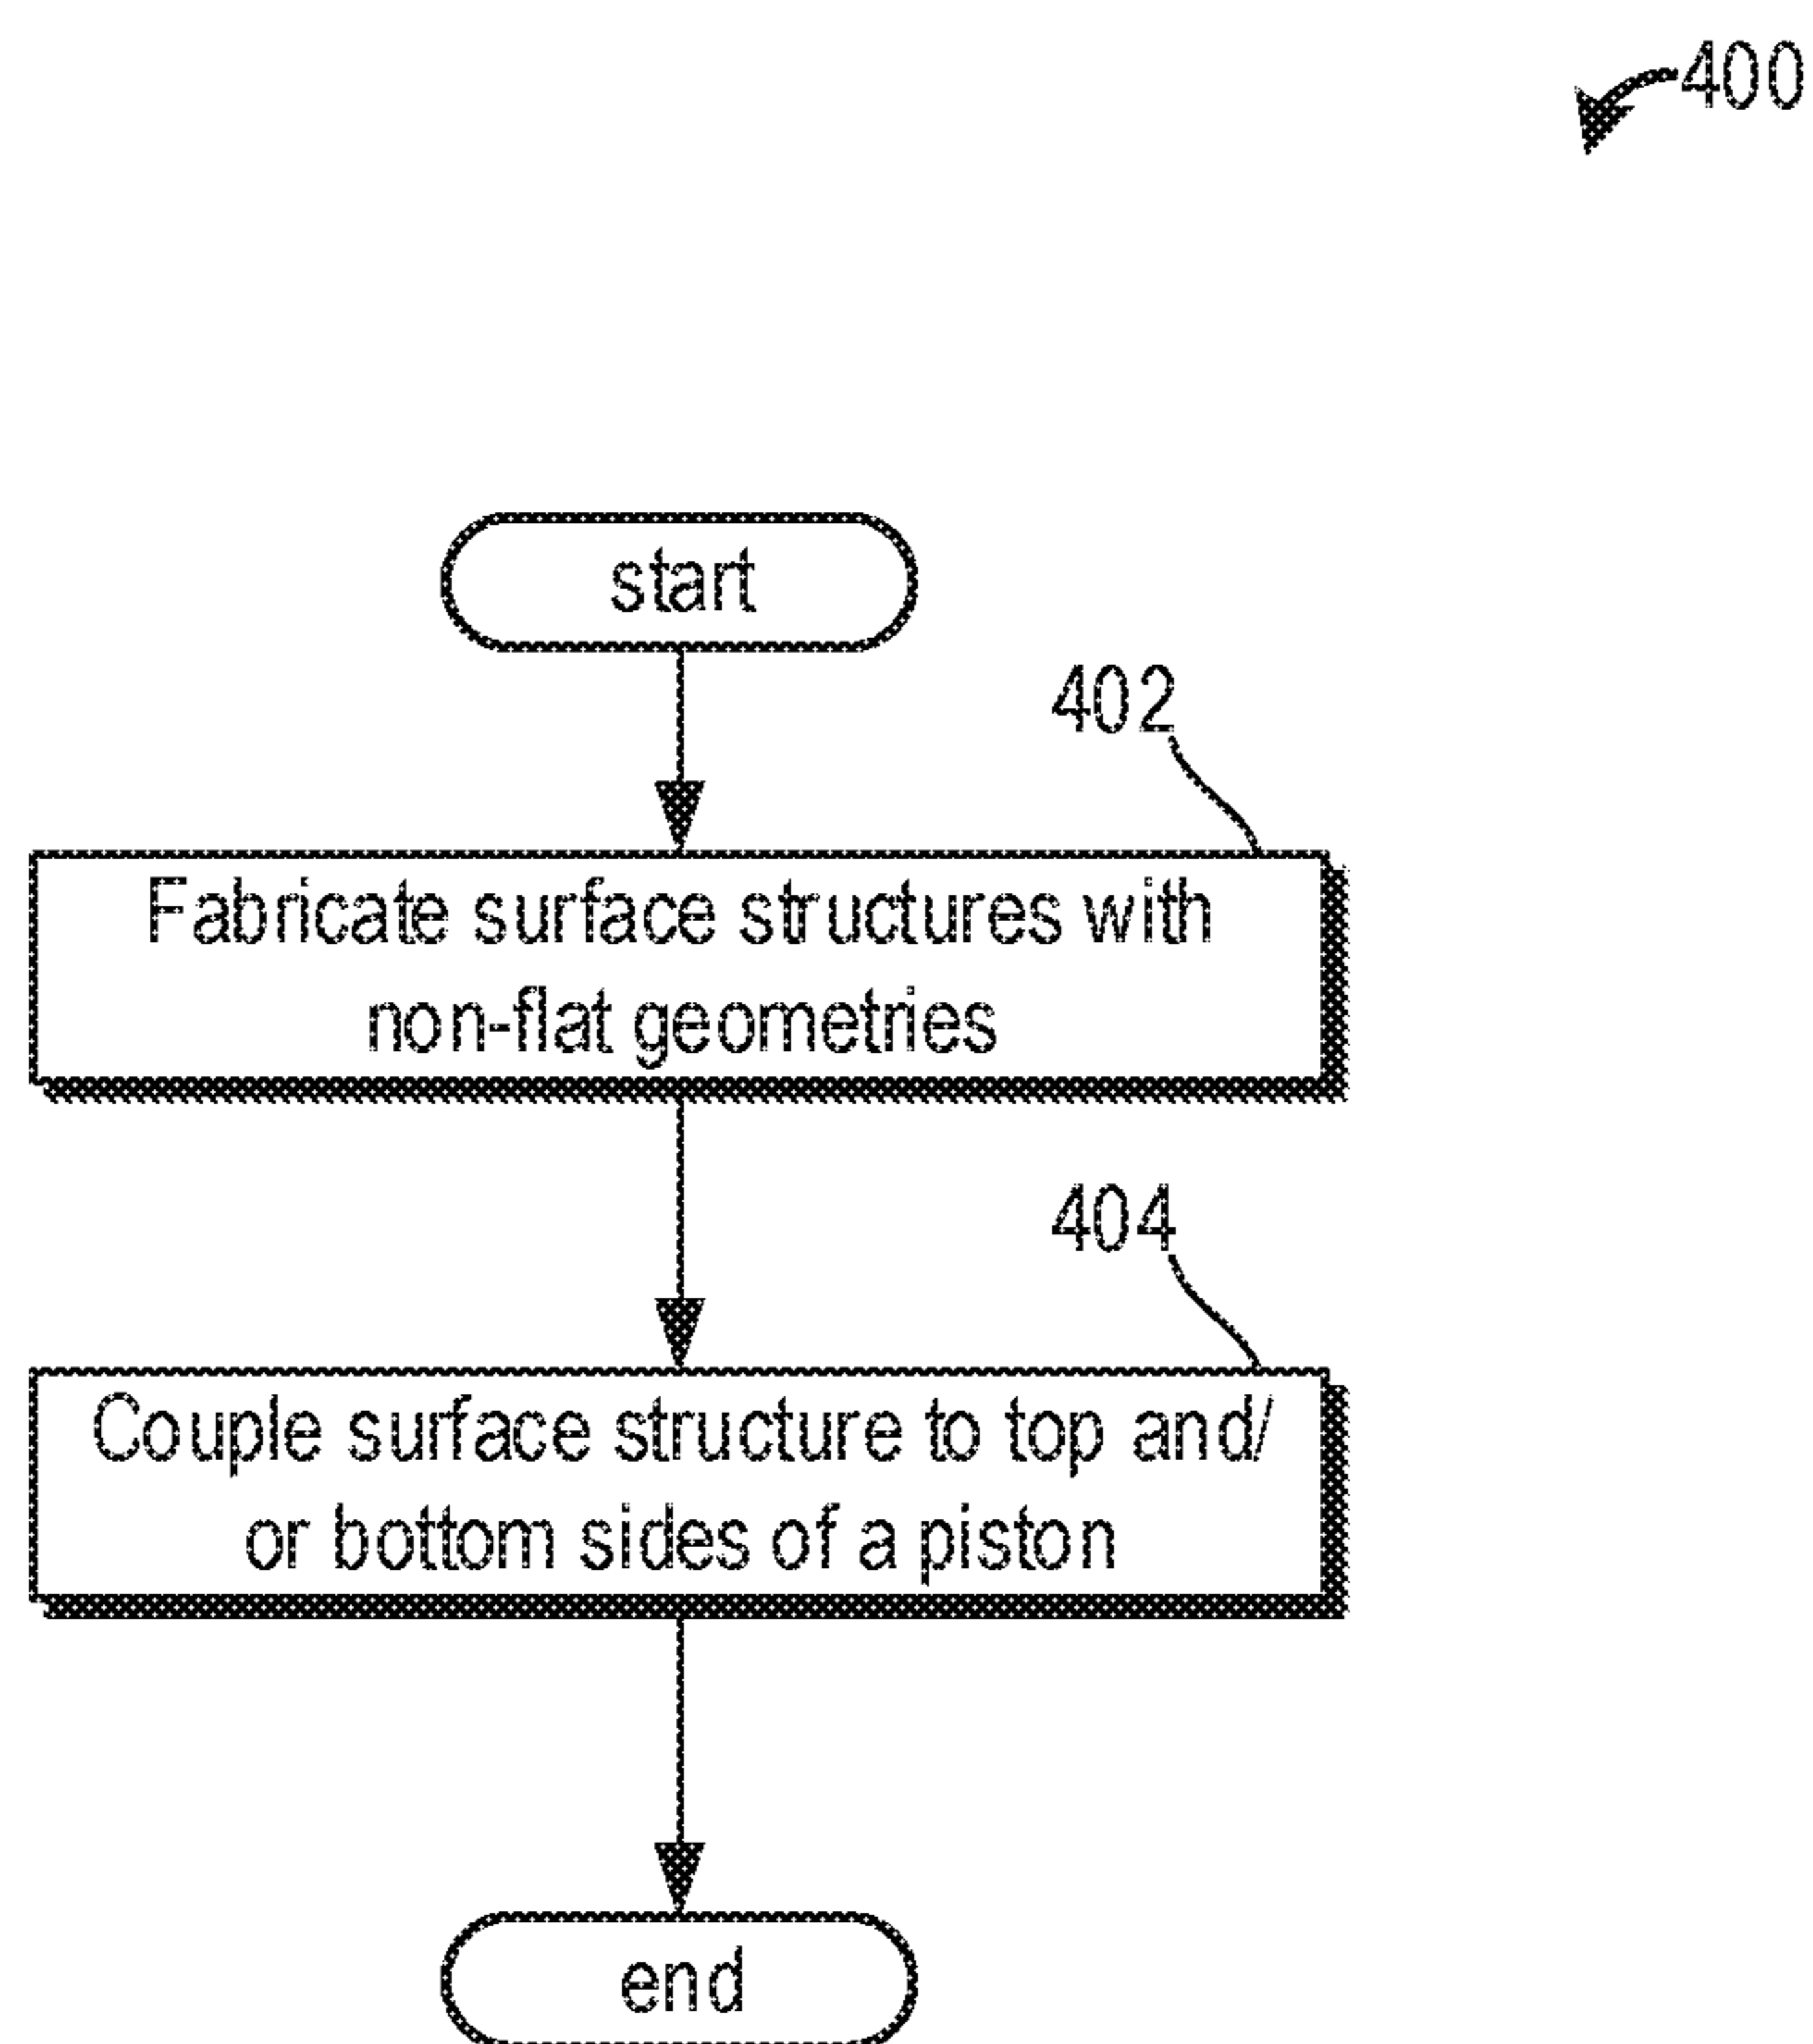 400
start
402
Fabricate surface structures with
non-flat geometries
404
Couple surface structure to top and/
or bottom sides of a piston
end